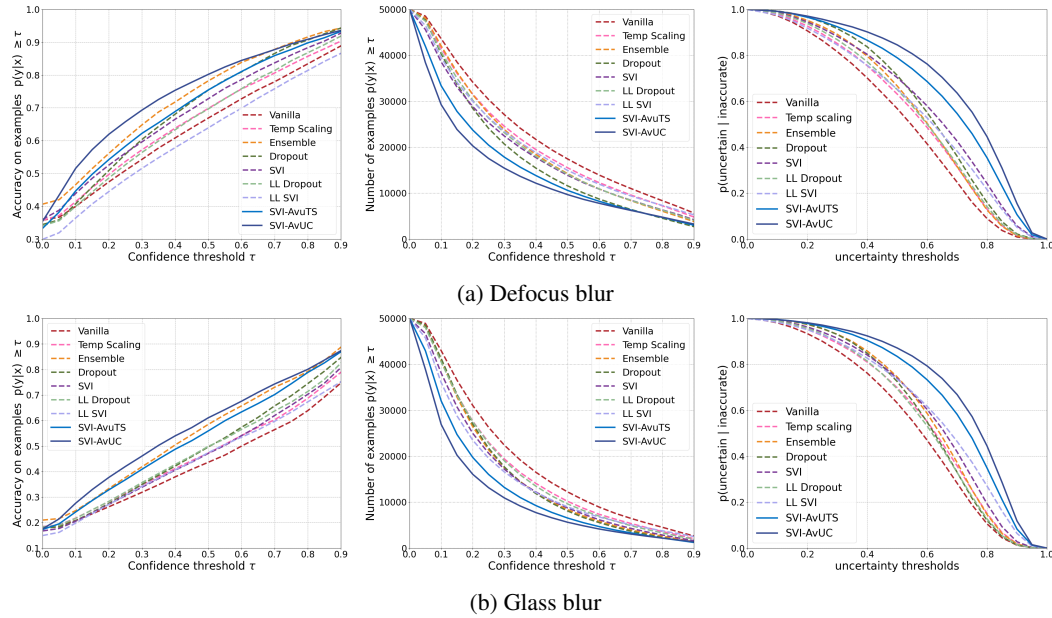 Accuracy on examples p(y|x) ≥ τ
1.0
0.9
0.8
0.7
0.6
0.5
0.4
0.3
0.0 0.1 0.2 0.3 0.4 0.5 0.6 0.7 0.8 0.9
Confidence threshold τ
Vanilla
Temp Scaling
Ensemble
Dropout
SVI
LL Dropout
LL SVI
SVI-AvUTS
SVI-AvUC
Number of examples p(y|x) ≥ τ
50000
40000
30000
20000
10000
0
0.0 0.1 0.2 0.3 0.4 0.5 0.6 0.7 0.8 0.9
Confidence threshold τ
Vanilla
Temp Scaling
Ensemble
Dropout
SVI
LL Dropout
LL SVI
SVI-AvUTS
SVI-AvUC
p(uncertain | inaccurate)
1.0
0.8
0.6
0.4
0.2
0.0
0.0 0.2 0.4 0.6 0.8 1.0
uncertainty thresholds
Vanilla
Temp scaling
Ensemble
Dropout
SVI
LL Dropout
LL SVI
SVI-AvUTS
SVI-AvUC
(a) Defocus blur
Accuracy on examples p(y|x) ≥ τ
1.0
0.9
0.8
0.7
0.6
0.5
0.4
0.3
0.2
0.1
0.0 0.1 0.2 0.3 0.4 0.5 0.6 0.7 0.8 0.9
Confidence threshold τ
Vanilla
Temp Scaling
Ensemble
Dropout
SVI
LL Dropout
LL SVI
SVI-AvUTS
SVI-AvUC
Number of examples p(y|x) ≥ τ
50000
40000
30000
20000
10000
0
0.0 0.1 0.2 0.3 0.4 0.5 0.6 0.7 0.8 0.9
Confidence threshold τ
Vanilla
Temp Scaling
Ensemble
Dropout
SVI
LL Dropout
LL SVI
SVI-AvUTS
SVI-AvUC
p(uncertain | inaccurate)
1.0
0.8
0.6
0.4
0.2
0.0
0.0 0.2 0.4 0.6 0.8 1.0
uncertainty thresholds
Vanilla
Temp scaling
Ensemble
Dropout
SVI
LL Dropout
LL SVI
SVI-AvUTS
SVI-AvUC
(b) Glass blur